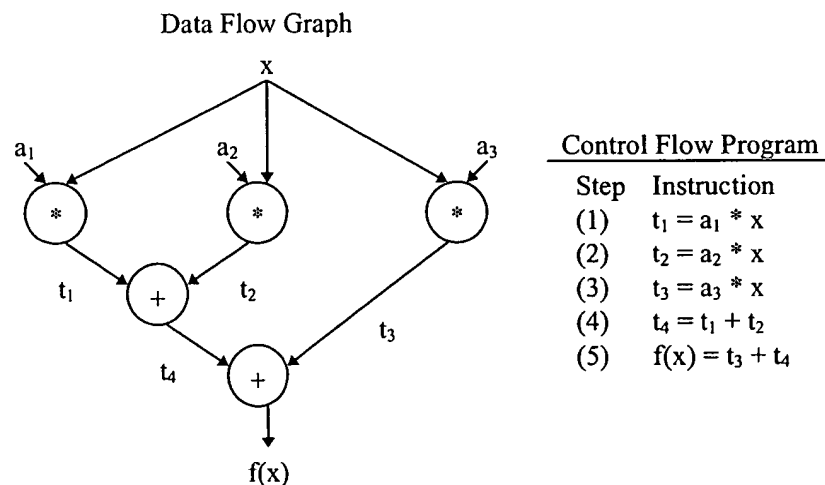 Data Flow Graph
x
a₁
a₂
a₃
*
*
*
t₁
+
t₂
t₃
t₄
+
f(x)
Control Flow Program
Step Instruction
(1) t₁ = a₁ * x
(2) t₂ = a₂ * x
(3) t₃ = a₃ * x
(4) t₄ = t₁ + t₂
(5) f(x) = t₃ + t₄